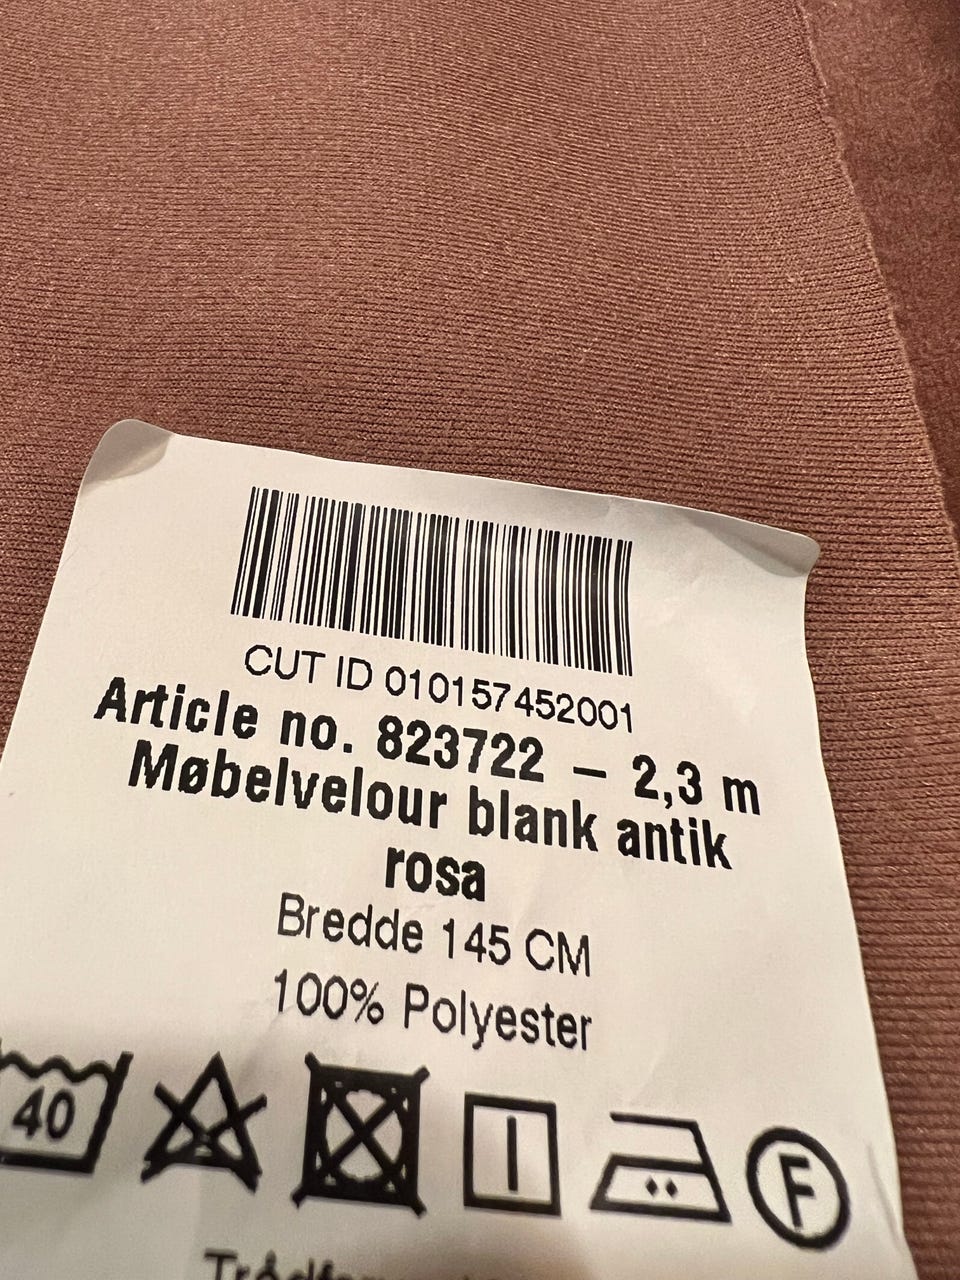 CUT ID 010157452001
Article no. 823722 – 2,3 m
Møbelvelour blank antik
rosa
Bredde 145 CM
100% Polyester
40 F